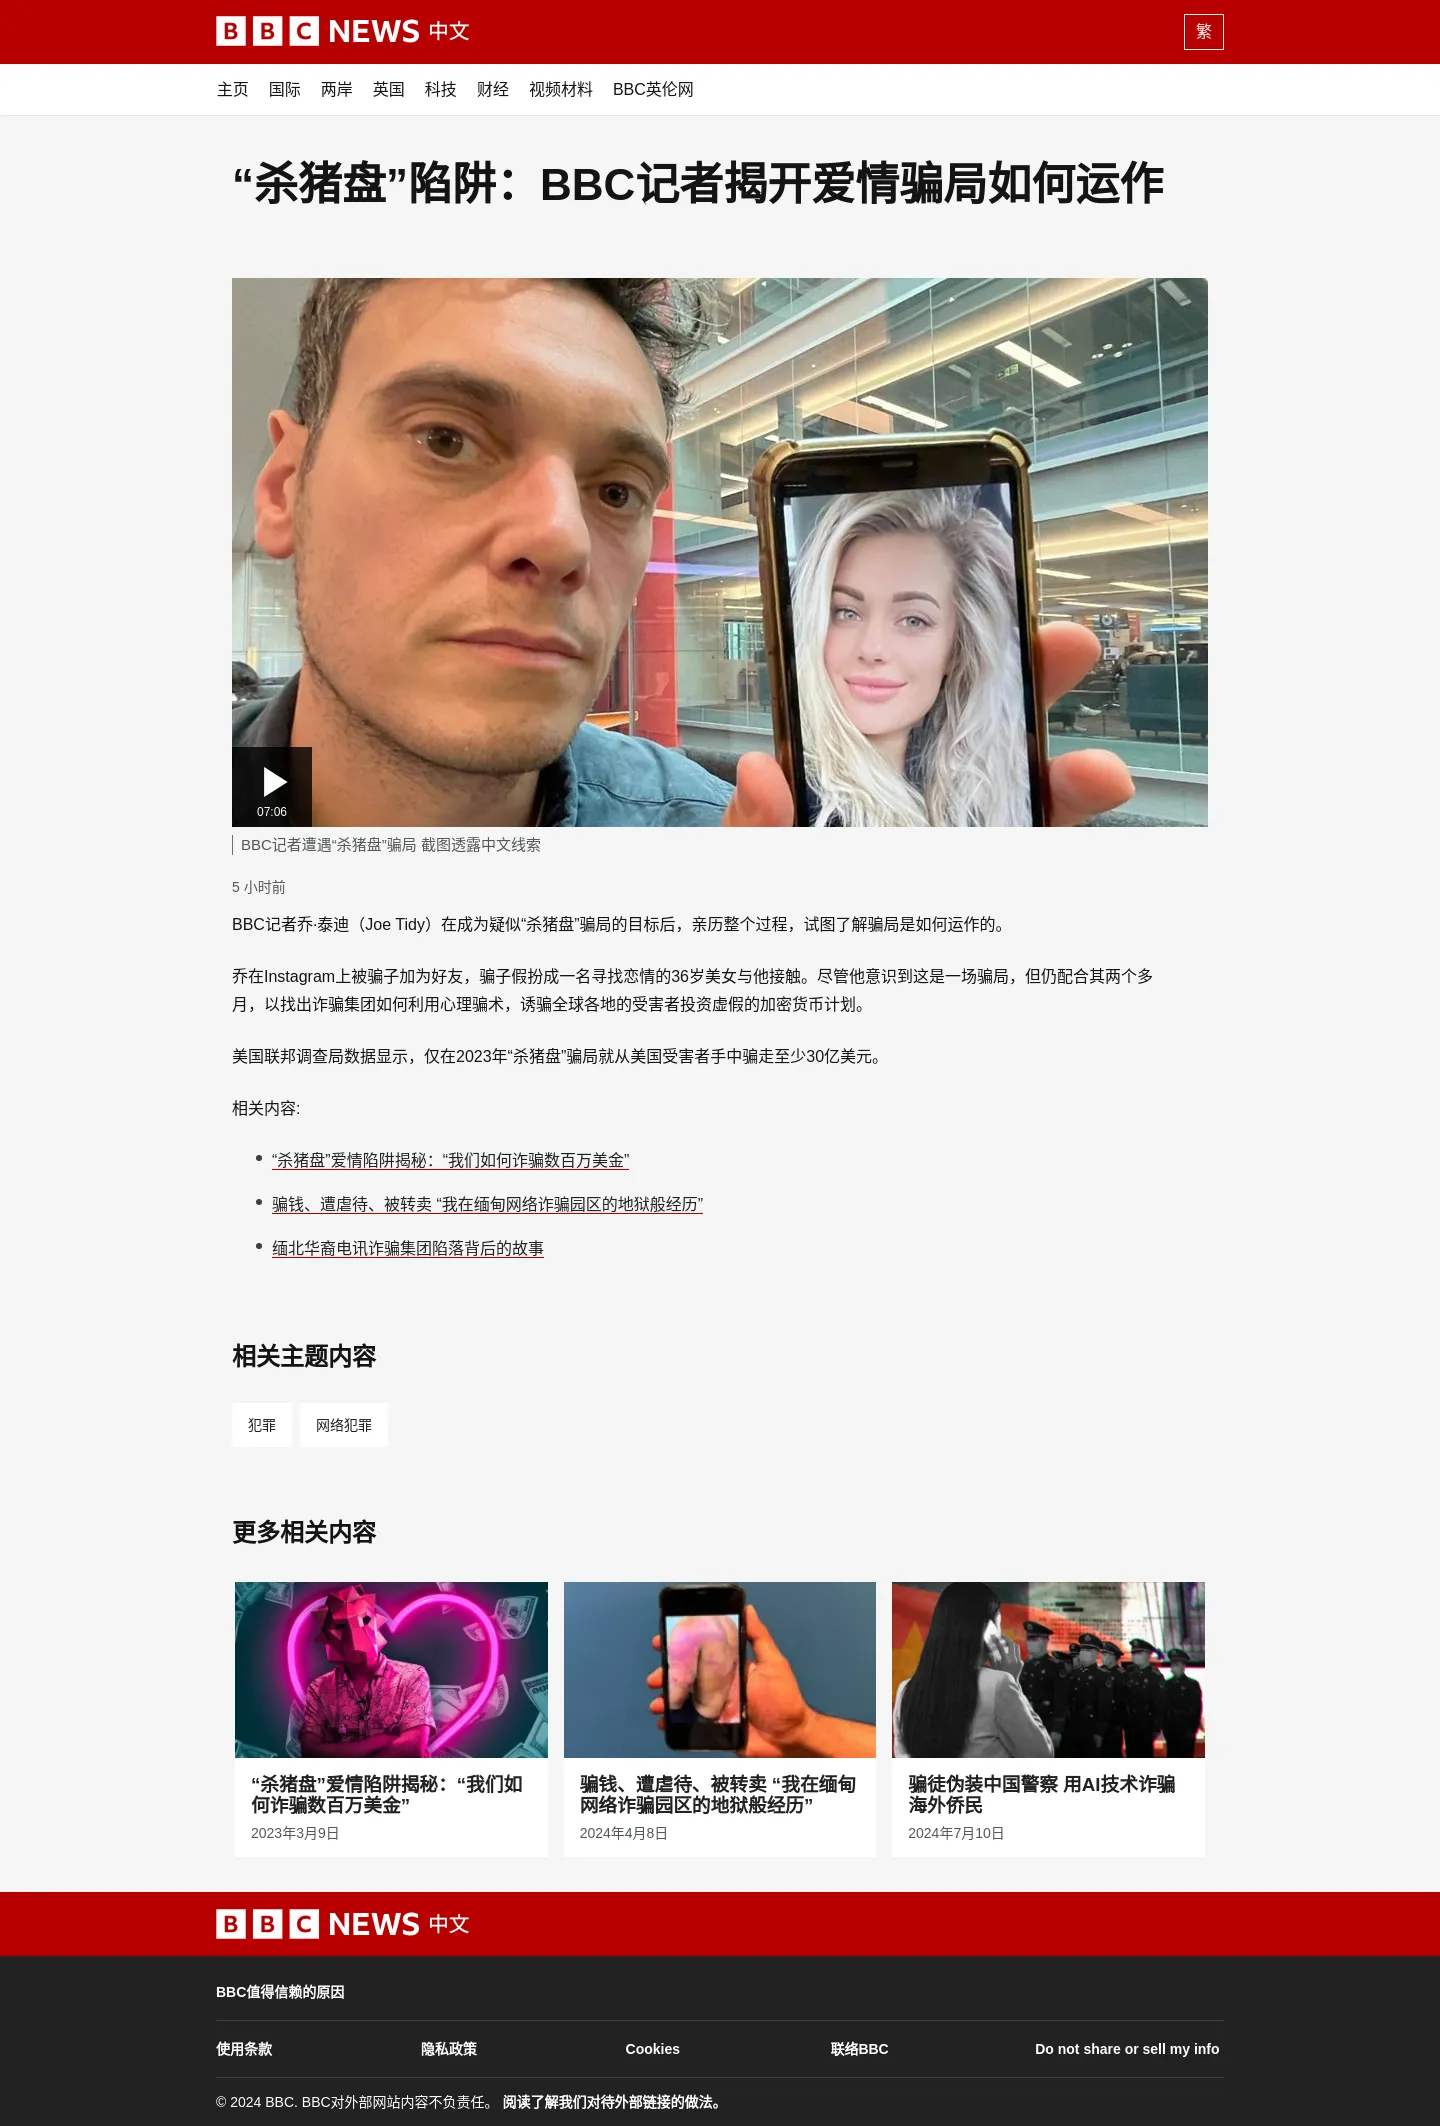 BBC NEWS 中文
繁
主页 国际 两岸 英国 科技 财经 视频材料 BBC英伦网
“杀猪盘”陷阱：BBC记者揭开爱情骗局如何运作
07:06
BBC记者遭遇“杀猪盘”骗局 截图透露中文线索
5 小时前
BBC记者乔·泰迪（Joe Tidy）在成为疑似“杀猪盘”骗局的目标后，亲历整个过程，试图了解骗局是如何运作的。
乔在Instagram上被骗子加为好友，骗子假扮成一名寻找恋情的36岁美女与他接触。尽管他意识到这是一场骗局，但仍配合其两个多
月，以找出诈骗集团如何利用心理骗术，诱骗全球各地的受害者投资虚假的加密货币计划。
美国联邦调查局数据显示，仅在2023年“杀猪盘”骗局就从美国受害者手中骗走至少30亿美元。
相关内容:
“杀猪盘”爱情陷阱揭秘：“我们如何诈骗数百万美金”
骗钱、遭虐待、被转卖 “我在缅甸网络诈骗园区的地狱般经历”
缅北华裔电讯诈骗集团陷落背后的故事
相关主题内容
犯罪 网络犯罪
更多相关内容
“杀猪盘”爱情陷阱揭秘：“我们如
何诈骗数百万美金”
2023年3月9日
骗钱、遭虐待、被转卖 “我在缅甸
网络诈骗园区的地狱般经历”
2024年4月8日
骗徒伪装中国警察 用AI技术诈骗
海外侨民
2024年7月10日
BBC NEWS 中文
BBC值得信赖的原因
使用条款 隐私政策 Cookies 联络BBC Do not share or sell my info
© 2024 BBC. BBC对外部网站内容不负责任。 阅读了解我们对待外部链接的做法。